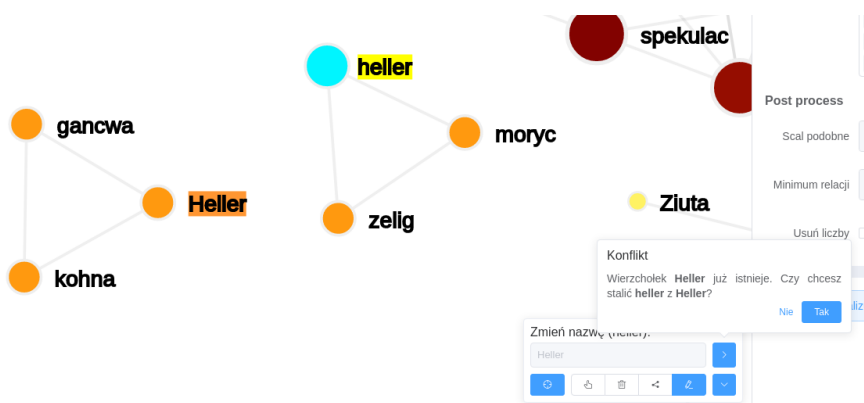 spekulac
heller
Post process
gancwa
moryc
Scal podobne
Minimum relacji
Heller
Ziuta
zelig
Usuń liczby
kohna
Konflikt
Wierzchołek Heller już istnieje. Czy chcesz
stalić heller z Heller?
Nie Tak
Zmień nazwę (heller):
Heller